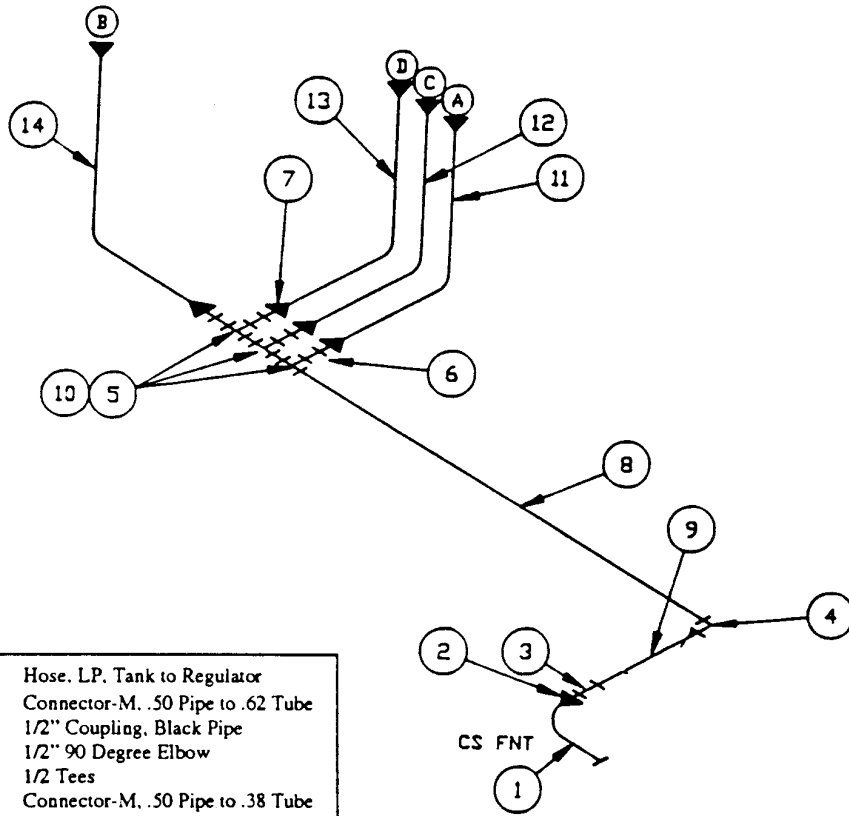 B
D
C
A
13
12
14
7
11
10
5
6
8
9
4
2
3
CS FNT
1
Hose, LP, Tank to Regulator
Connector-M, .50 Pipe to .62 Tube
1/2" Coupling, Black Pipe
1/2" 90 Degree Elbow
1/2 Tees
Connector-M, .50 Pipe to .38 Tube